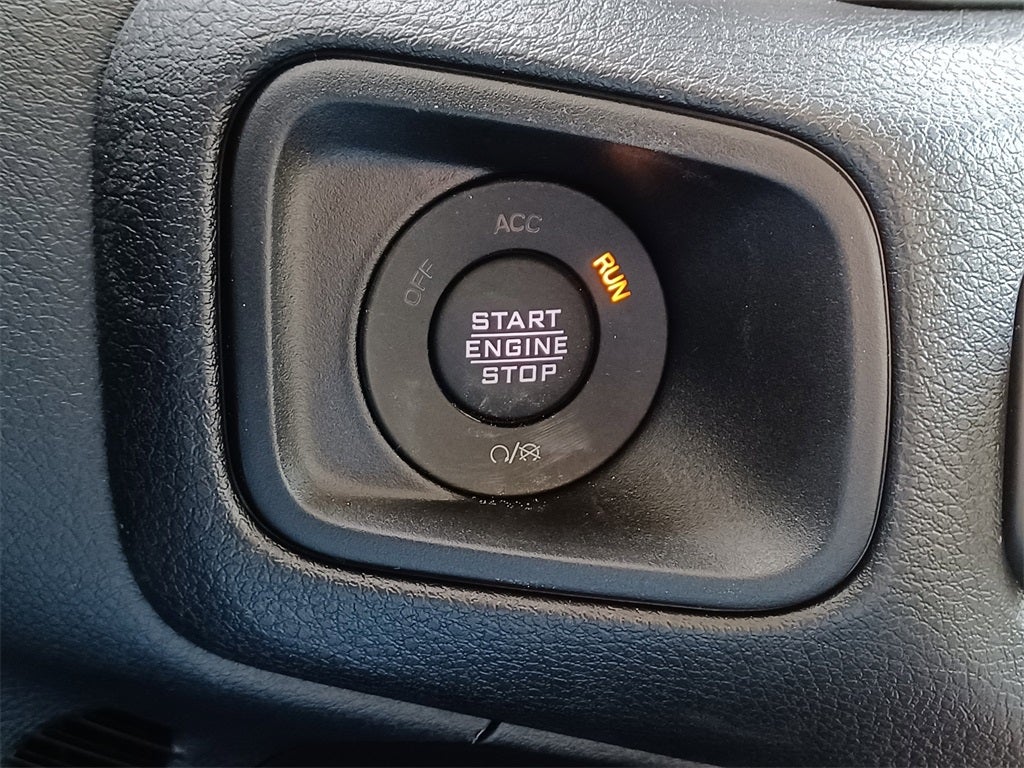 ACC
OFF
RUN
START
ENGINE
STOP